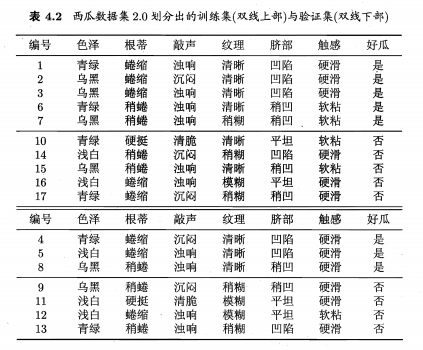 表 4.2 西瓜数据集 2.0 划分出的训练集(双线上部)与验证集(双线下部)
编号 色泽 根蒂 敲声 纹理 脐部 触感 好瓜
1 青绿 蜷缩 浊响 清晰 凹陷 硬滑 是
2 乌黑 蜷缩 沉闷 清晰 凹陷 硬滑 是
3 乌黑 蜷缩 浊响 清晰 凹陷 硬滑 是
6 青绿 稍蜷 浊响 清晰 稍凹 软粘 是
7 乌黑 稍蜷 浊响 稍糊 稍凹 软粘 是
10 青绿 硬挺 清脆 清晰 平坦 软粘 否
14 浅白 稍蜷 沉闷 稍糊 凹陷 硬滑 否
15 乌黑 稍蜷 浊响 清晰 稍凹 软粘 否
16 浅白 蜷缩 浊响 模糊 平坦 硬滑 否
17 青绿 蜷缩 沉闷 稍糊 稍凹 硬滑 否
编号 色泽 根蒂 敲声 纹理 脐部 触感 好瓜
4 青绿 蜷缩 沉闷 清晰 凹陷 硬滑 是
5 浅白 蜷缩 浊响 清晰 凹陷 硬滑 是
8 乌黑 稍蜷 浊响 清晰 稍凹 硬滑 是
9 乌黑 稍蜷 沉闷 稍糊 稍凹 硬滑 否
11 浅白 硬挺 清脆 模糊 平坦 硬滑 否
12 浅白 蜷缩 浊响 模糊 平坦 软粘 否
13 青绿 稍蜷 浊响 稍糊 凹陷 硬滑 否